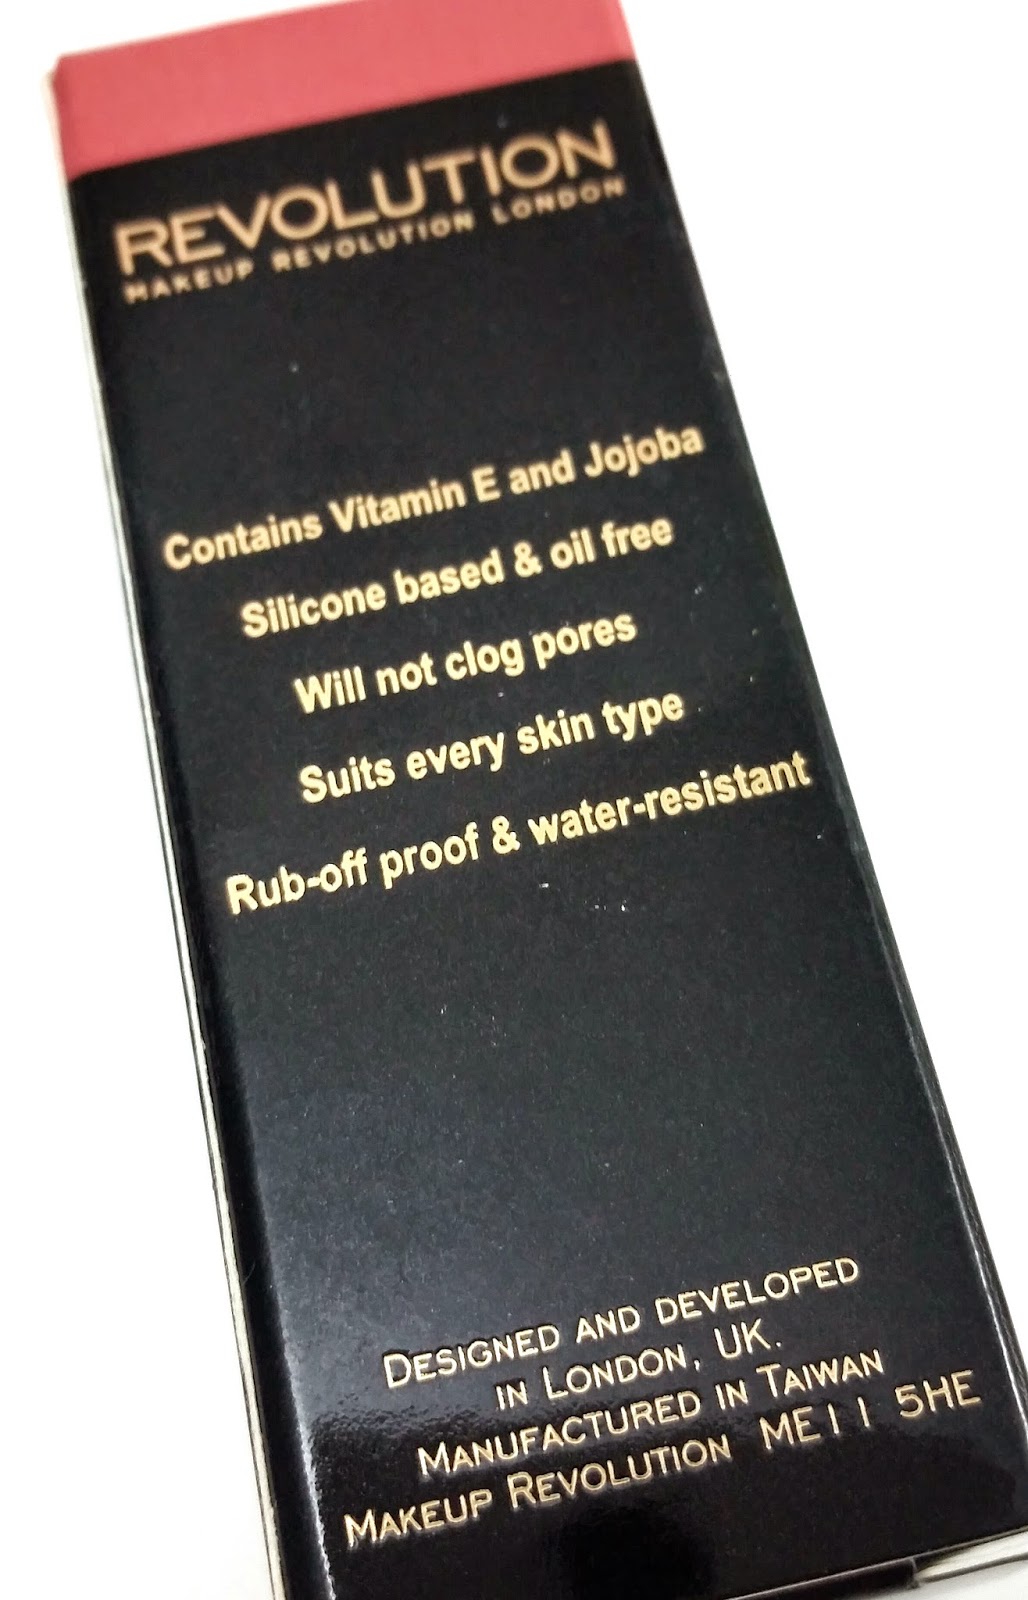 REVOLUTION
MAKEUP REVOLUTION LONDON
Contains Vitamin E and Jojoba
Silicone based & oil free
Will not clog pores
Suits every skin type
Rub-off proof & water-resistant
DESIGNED AND DEVELOPED
IN LONDON, UK.
MANUFACTURED IN TAIWAN
MAKEUP REVOLUTION ME11 5HE